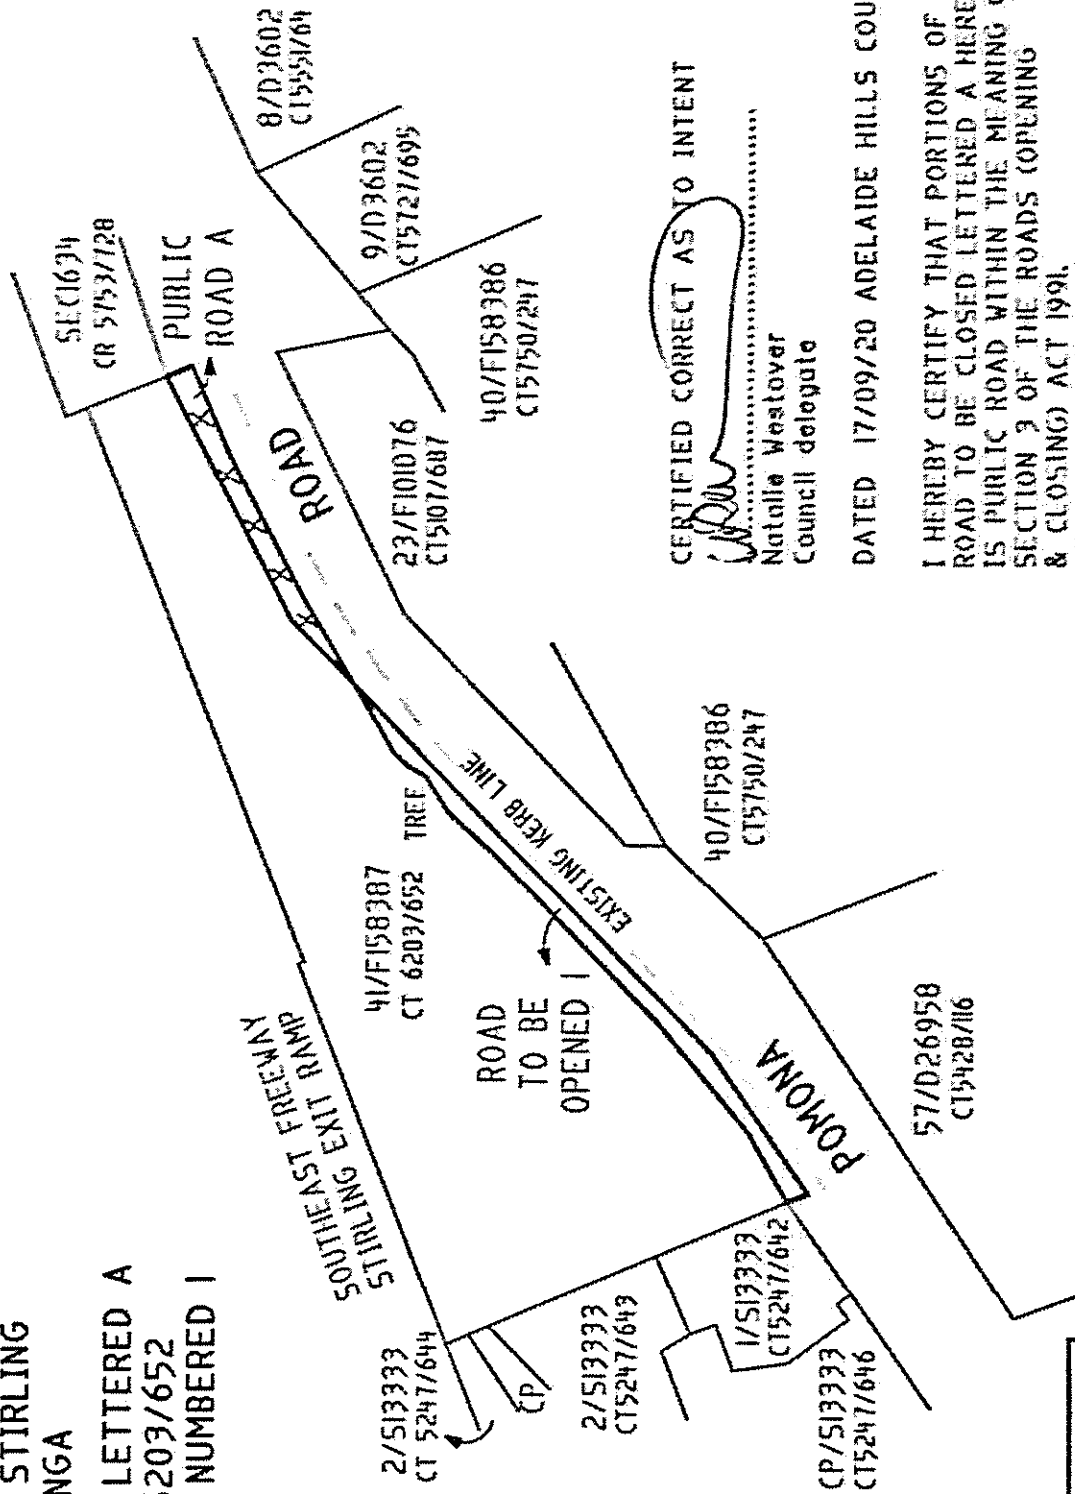 STIRLING
NGA
LETTERED A
203/652
NUMBERED 1
SOUTHEAST FREEWAY
STIRLING EXIT RAMP
SEC1634
CR 5753/728
PUBLIC
ROAD A
8/D3602
CT5551/64
9/D3602
CT5727/695
40/F158386
CT5750/247
23/F101076
CT5107/687
ROAD
41/F158387
CT 6203/652
TREE
EXISTING KERB LINE
ROAD
TO BE
OPENED 1
40/F158386
CT5750/247
POMONA
57/D26958
CT5428/116
2/S13333
CT 5247/644
CP
2/S13333
CT5247/649
1/S13333
CT5247/642
CP/S13333
CT5247/646
CERTIFIED CORRECT AS TO INTENT
Natalie Westover
Council delegate
DATED 17/09/20 ADELAIDE HILLS COU
I HEREBY CERTIFY THAT PORTIONS OF
ROAD TO BE CLOSED LETTERED A HERE
IS PUBLIC ROAD WITHIN THE MEANING
SECTION 3 OF THE ROADS (OPENING
& CLOSING) ACT 1991.